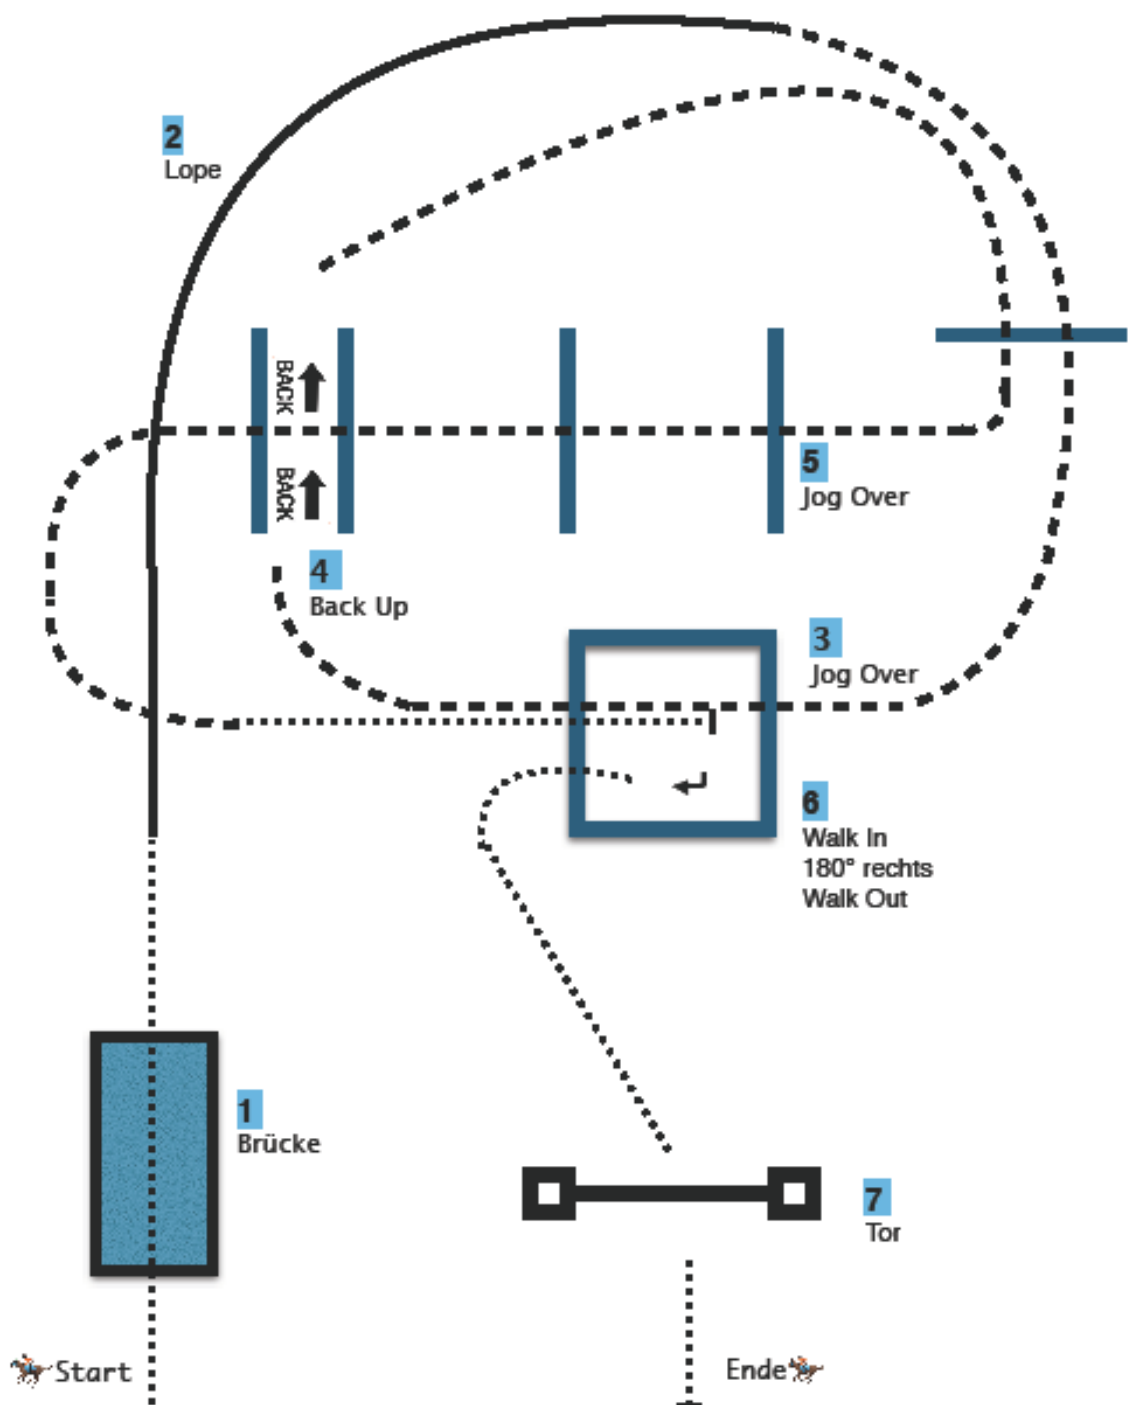 2
Lope
BACK
BACK
5
Jog Over
4
Back Up
3
Jog Over
6
Walk In
180° rechts
Walk Out
1
Brücke
7
Tor
Start
Ende